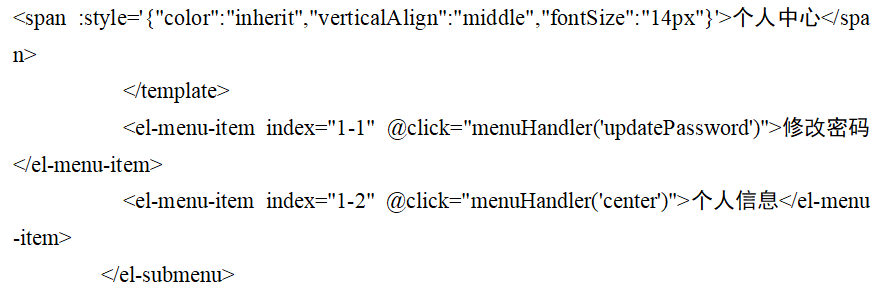 <span :style='{"color":"inherit","verticalAlign":"middle","fontSize":"14px"}'>个人中心</spa
n>
</template>
<el-menu-item index="1-1" @click="menuHandler('updatePassword')">修改密码
</el-menu-item>
<el-menu-item index="1-2" @click="menuHandler('center')">个人信息</el-menu
-item>
</el-submenu>